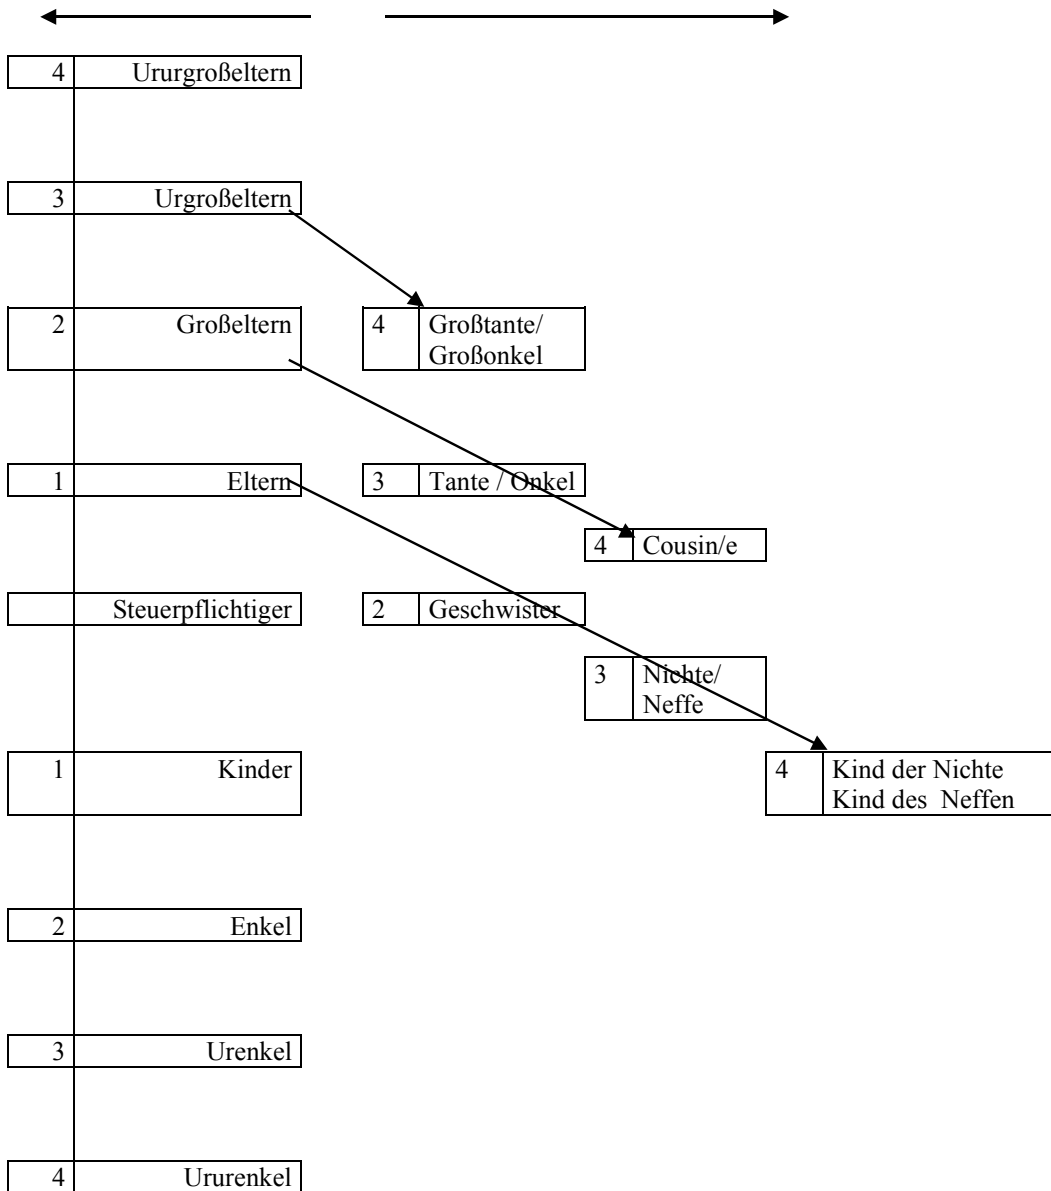 4 Ururgroßeltern
3 Urgroßeltern
2 Großeltern 4 Großtante/
Großonkel
1 Eltern 3 Tante / Onkel
4 Cousin/e
Steuerpflichtiger 2 Geschwister
3 Nichte/
Neffe
1 Kinder 4 Kind der Nichte
Kind des Neffen
2 Enkel
3 Urenkel
4 Ururenkel